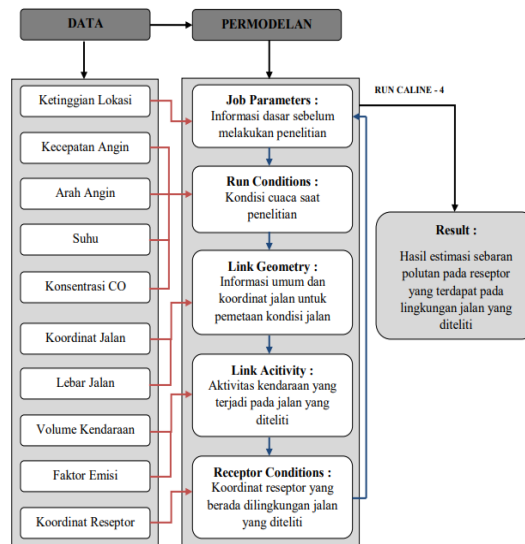 DATA
PERMODELAN
Ketinggian Lokasi
Kecepatan Angin
Arah Angin
Suhu
Konsentrasi CO
Koordinat Jalan
Lebar Jalan
Volume Kendaraan
Faktor Emisi
Koordinat Reseptor
Job Parameters :
Informasi dasar sebelum
melakukan penelitian
Run Conditions :
Kondisi cuaca saat
penelitian
Link Geometry :
Informasi umum dan
koordinat jalan untuk
pemetaan kondisi jalan
Link Acitivity :
Aktivitas kendaraan yang
terjadi pada jalan yang
diteliti
Receptor Conditions :
Koordinat reseptor yang
berada dilingkungan jalan
yang diteliti
RUN CALINE - 4
Result :
Hasil estimasi sebaran
polutan pada reseptor
yang terdapat pada
lingkungan jalan yang
diteliti